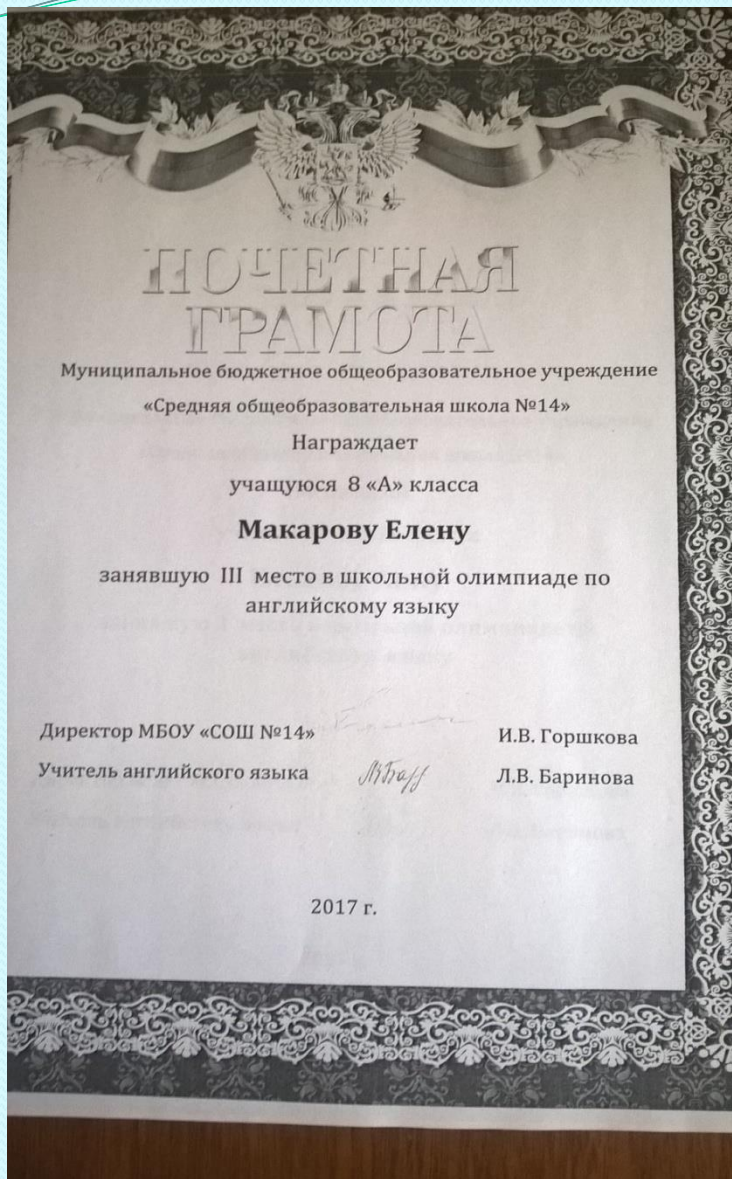 ПОЧЕТНАЯ
ГРАМОТА
Муниципальное бюджетное общеобразовательное учреждение
«Средняя общеобразовательная школа №14»
Награждает
учащуюся 8 «А» класса
Макарову Елену
занявшую III место в школьной олимпиаде по
английскому языку
Директор МБОУ «СОШ №14» И.В. Горшкова
Учитель английского языка Л.В. Баринова
2017 г.